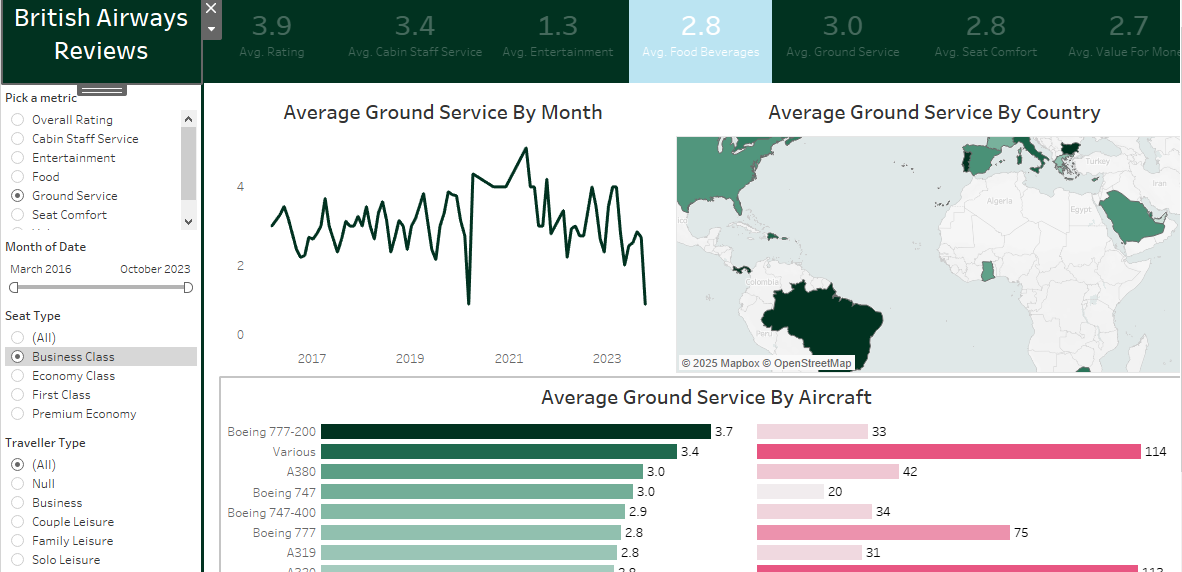 British Airways
Reviews
3.9
Avg. Rating
3.4
Avg. Cabin Staff Service
1.3
Avg. Entertainment
2.8
Avg. Food Beverages
3.0
Avg. Ground Service
2.8
Avg. Seat Comfort
2.7
Avg. Value For Mone
Pick a metric
Overall Rating
Cabin Staff Service
Entertainment
Food
Ground Service
Seat Comfort
Month of Date
March 2016 October 2023
Seat Type
(All)
Business Class
Economy Class
First Class
Premium Economy
Traveller Type
(All)
Null
Business
Couple Leisure
Family Leisure
Solo Leisure
Average Ground Service By Month
4
2
0
2017 2019 2021 2023
Average Ground Service By Country
Turkey
Iran
Algeria
Egypt
Colombia
Peru
© 2025 Mapbox © OpenStreetMap
Average Ground Service By Aircraft
Boeing 777-200 3.7 33
Various 3.4 114
A380 3.0 42
Boeing 747 3.0 20
Boeing 747-400 2.9 34
Boeing 777 2.8 75
A319 2.8 31
A320 2.8 113